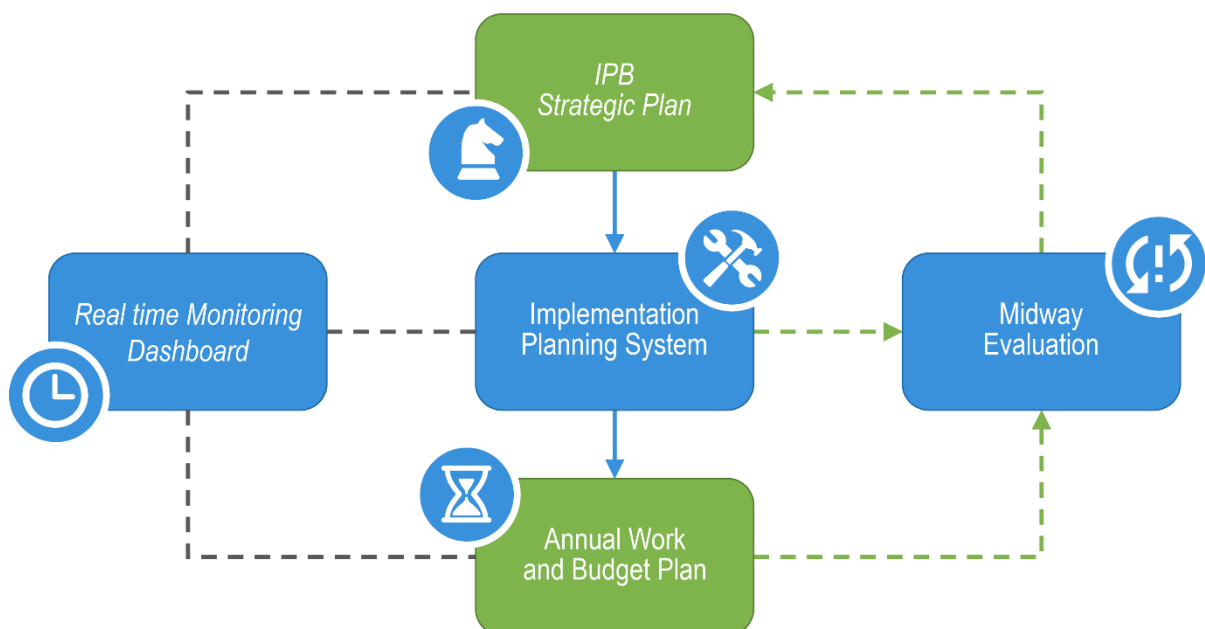 IPB
Strategic Plan
Real time Monitoring
Dashboard
Implementation
Planning System
Midway
Evaluation
Annual Work
and Budget Plan